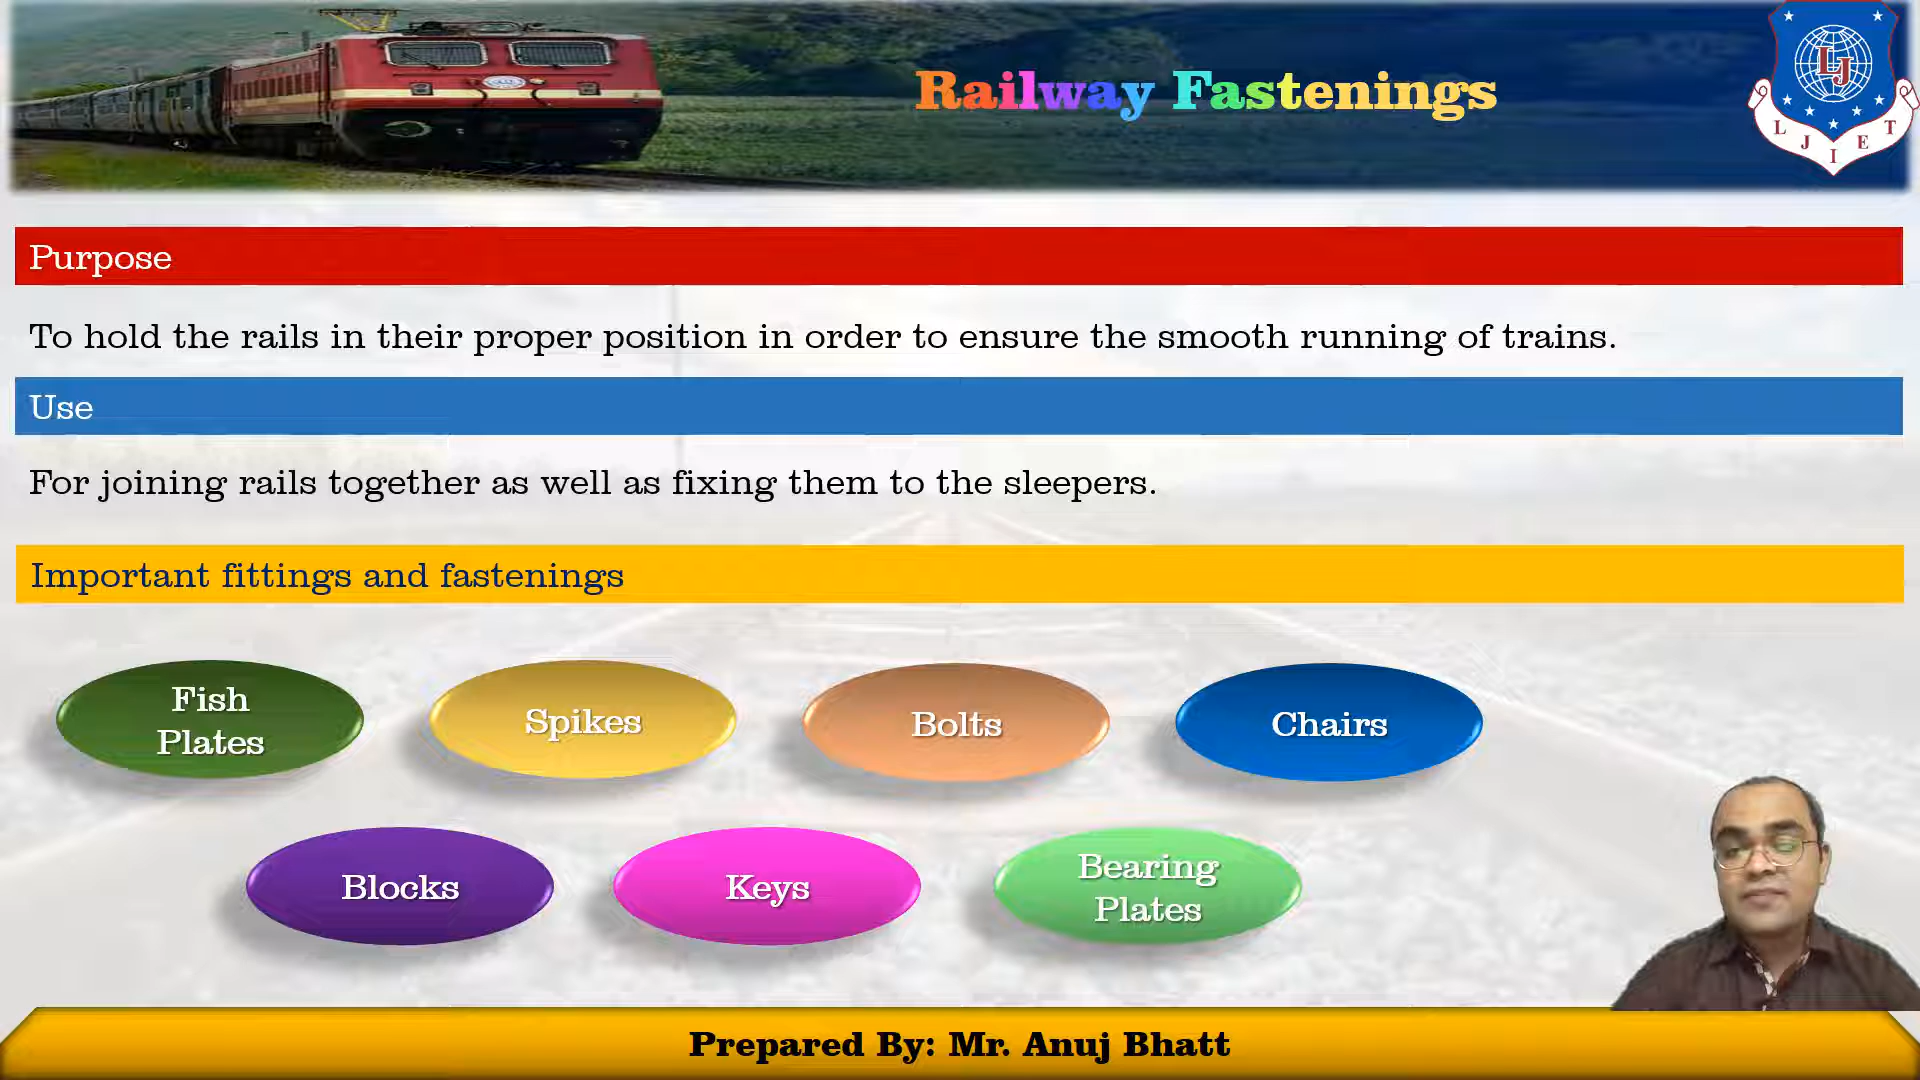 Railway Fastenings
LJ
L J I E T
Purpose
To hold the rails in their proper position in order to ensure the smooth running of trains.
Use
For joining rails together as well as fixing them to the sleepers.
Important fittings and fastenings
Fish
Plates
Spikes
Bolts
Chairs
Blocks
Keys
Bearing
Plates
Prepared By: Mr. Anuj Bhatt